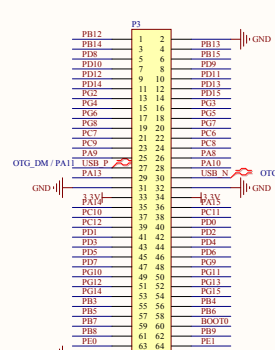 P3
PB12 1 2 GND
PB14 3 4 PB13
PD8 5 6 PB15
PD10 7 8 PD9
PD12 9 10 PD11
PD14 11 12 PD13
PG2 13 14 PD15
PG4 15 16 PG3
PG6 17 18 PG5
PG8 19 20 PG7
PC7 21 22 PC6
PC9 23 24 PC8
PA9 25 26 PA8
OTG_DM / PA11 USB_P 27 28 PA10
PA13 29 30 USB_N OTG
GND 31 32 GND
3.3V 33 34 3.3V
PA14 35 36 PA15
PC10 37 38 PC11
PC12 39 40 PD0
PD1 41 42 PD2
PD3 43 44 PD4
PD5 45 46 PD6
PD7 47 48 PG9
PG10 49 50 PG11
PG12 51 52 PG13
PG14 53 54 PG15
PB3 55 56 PB4
PB5 57 58 PB6
PB7 59 60 BOOT0
PB8 61 62 PB9
PE0 63 64 PE1